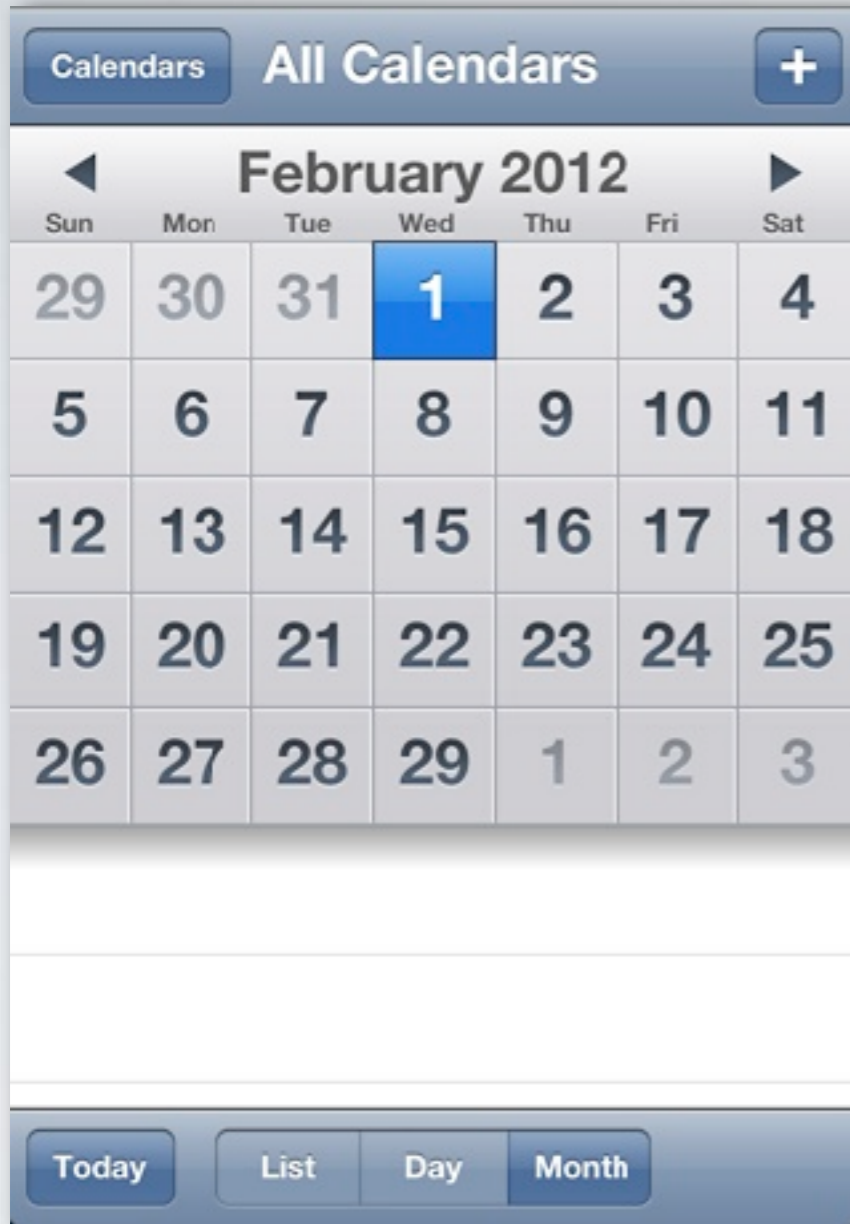 Calendars All Calendars +
February 2012
Sun Mon Tue Wed Thu Fri Sat
29 30 31 1 2 3 4
5 6 7 8 9 10 11
12 13 14 15 16 17 18
19 20 21 22 23 24 25
26 27 28 29 1 2 3
Today List Day Month